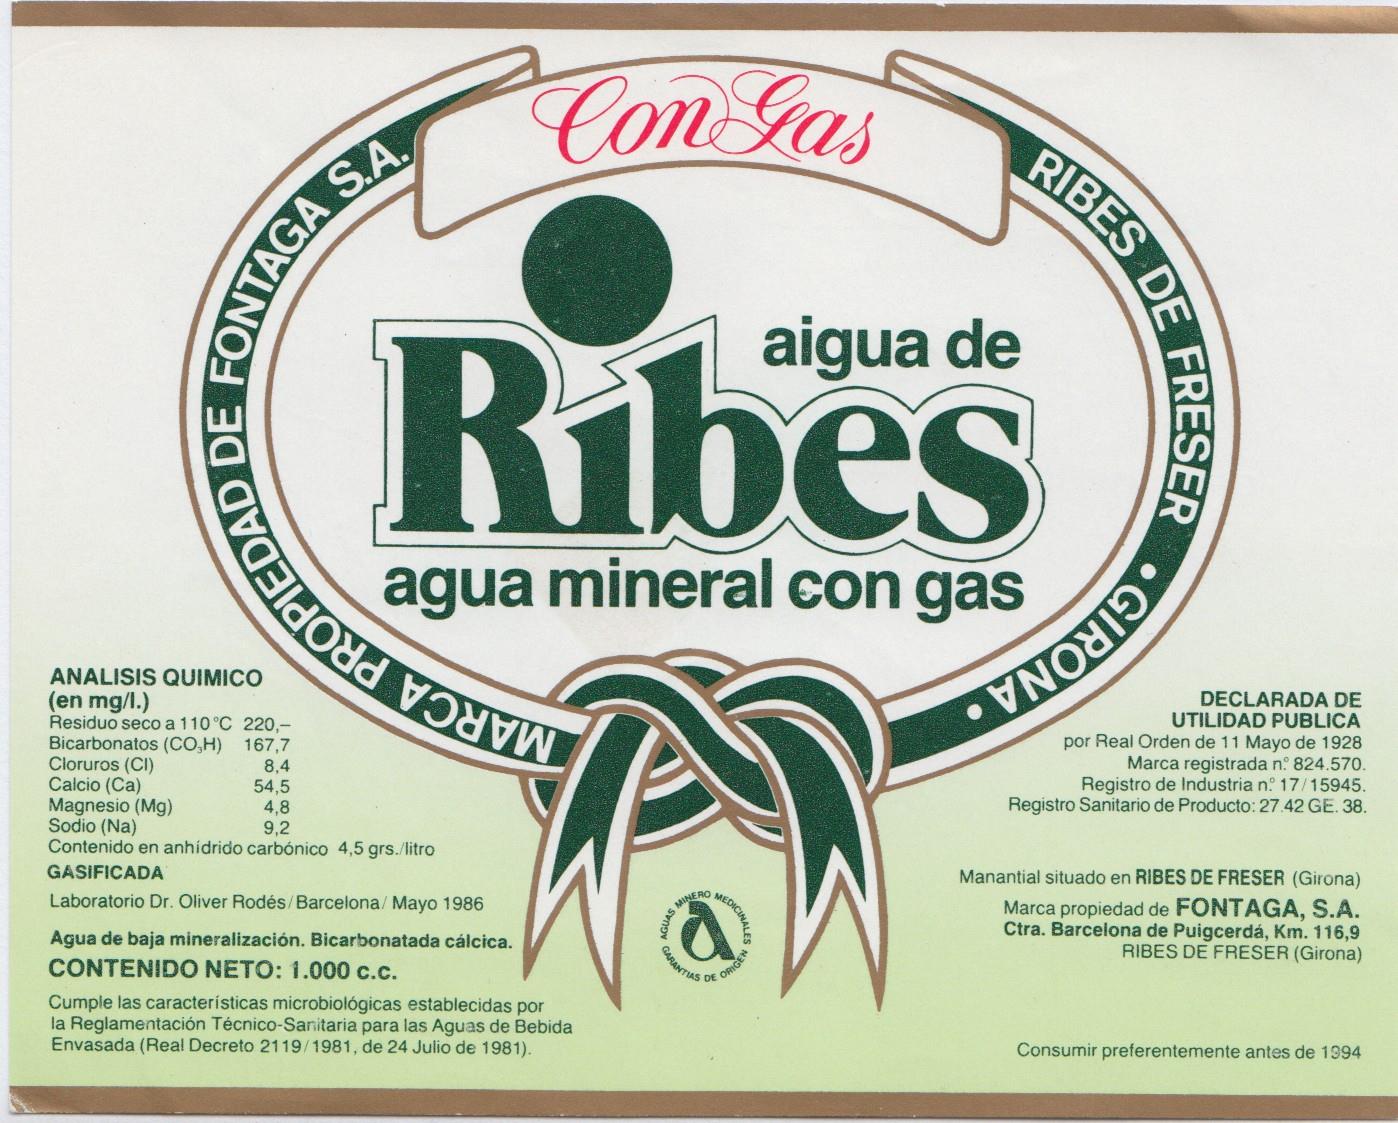 Con Gas
MARCA PROPIEDAD DE FONTAGA S.A.
RIBES DE FRESER • GIRONA •
aigua de
Ribes
agua mineral con gas
ANALISIS QUIMICO
(en mg/l.)
Residuo seco a 110°C 220,–
Bicarbonatos (CO₃H) 167,7
Cloruros (Cl) 8,4
Calcio (Ca) 54,5
Magnesio (Mg) 4,8
Sodio (Na) 9,2
Contenido en anhídrido carbónico 4,5 grs./litro
GASIFICADA
Laboratorio Dr. Oliver Rodés/Barcelona/ Mayo 1986
Agua de baja mineralización. Bicarbonatada cálcica.
CONTENIDO NETO: 1.000 c.c.
Cumple las características microbiológicas establecidas por
la Reglamentación Técnico-Sanitaria para las Aguas de Bebida
Envasada (Real Decreto 2119/1981, de 24 Julio de 1981).
AGUAS MINERO MEDICINALES
GARANTIAS DE ORIGEN
DECLARADA DE
UTILIDAD PUBLICA
por Real Orden de 11 Mayo de 1928
Marca registrada n.º 824.570.
Registro de Industria n.º 17/15945.
Registro Sanitario de Producto: 27.42 GE. 38.
Manantial situado en RIBES DE FRESER (Girona)
Marca propiedad de FONTAGA, S.A.
Ctra. Barcelona de Puigcerdá, Km. 116,9
RIBES DE FRESER (Girona)
Consumir preferentemente antes de 1994